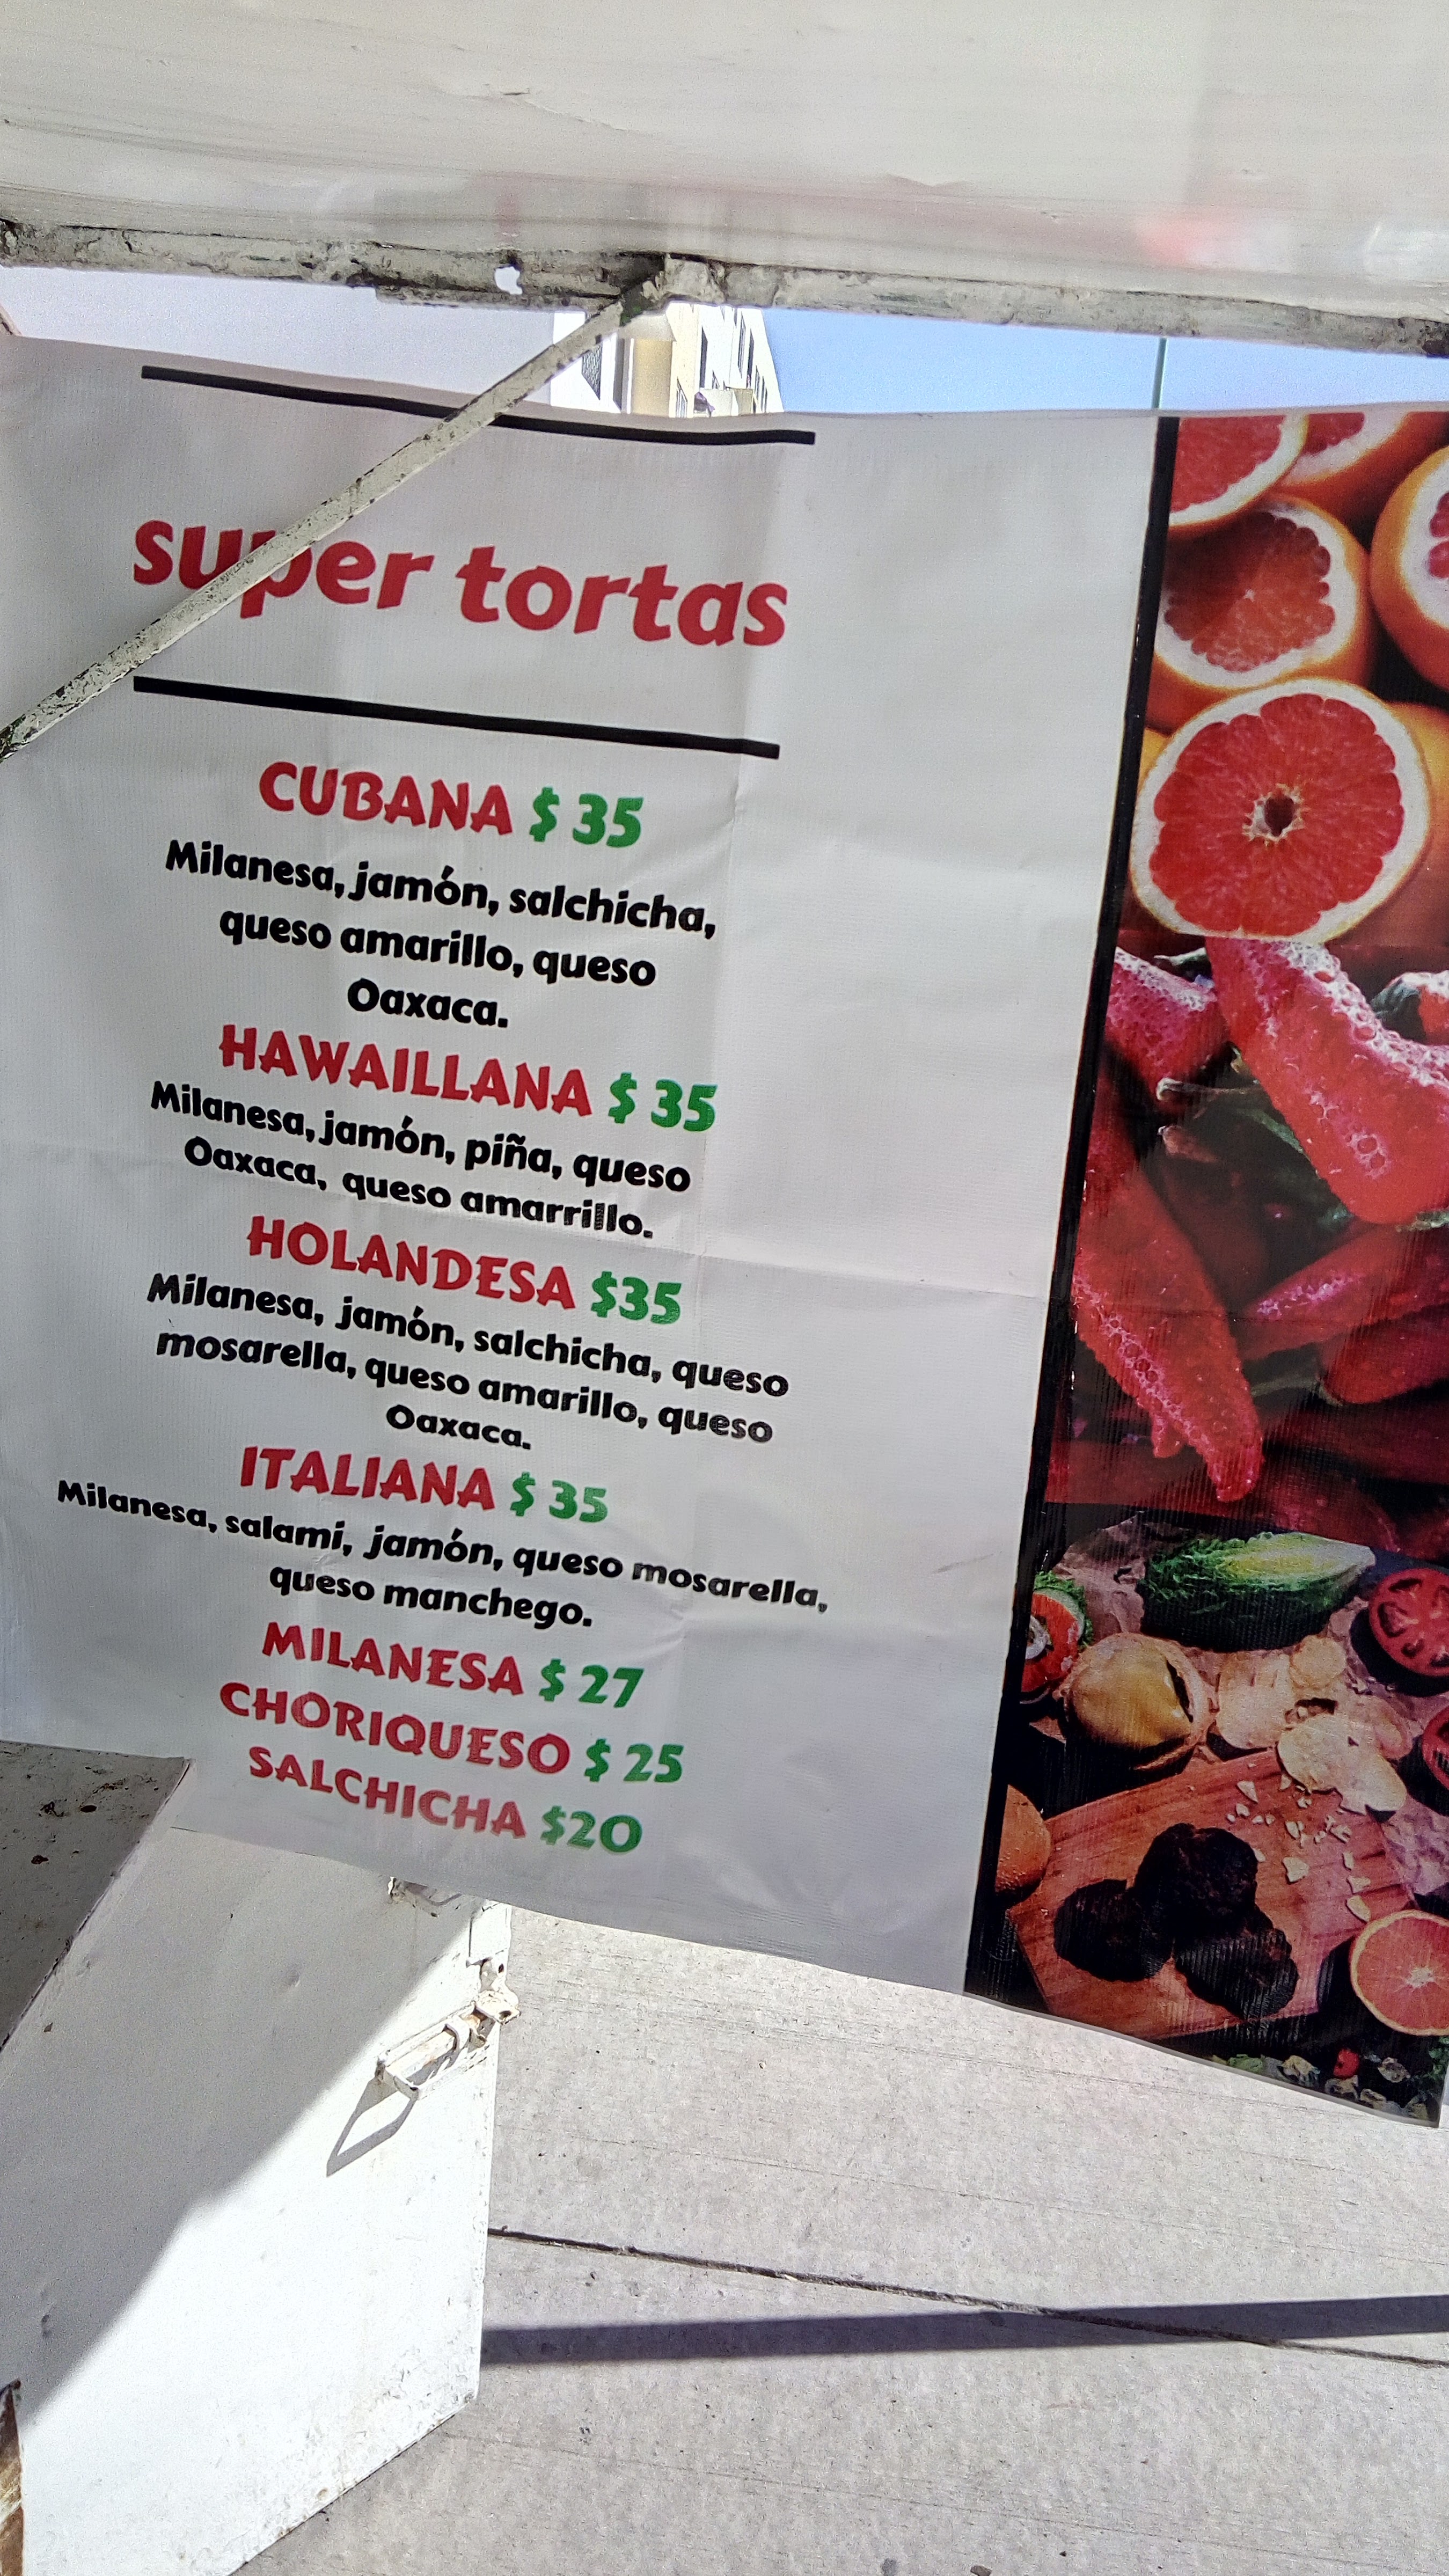 super tortas
CUBANA $ 35
Milanesa, jamón, salchicha,
queso amarillo, queso
Oaxaca.
HAWAILLANA $ 35
Milanesa, jamón, piña, queso
Oaxaca, queso amarrillo.
HOLANDESA $35
Milanesa, jamón, salchicha, queso
mosarella, queso amarillo, queso
Oaxaca.
ITALIANA $ 35
Milanesa, salami, jamón, queso mosarella,
queso manchego.
MILANESA $ 27
CHORIQUESO $ 25
SALCHICHA $20